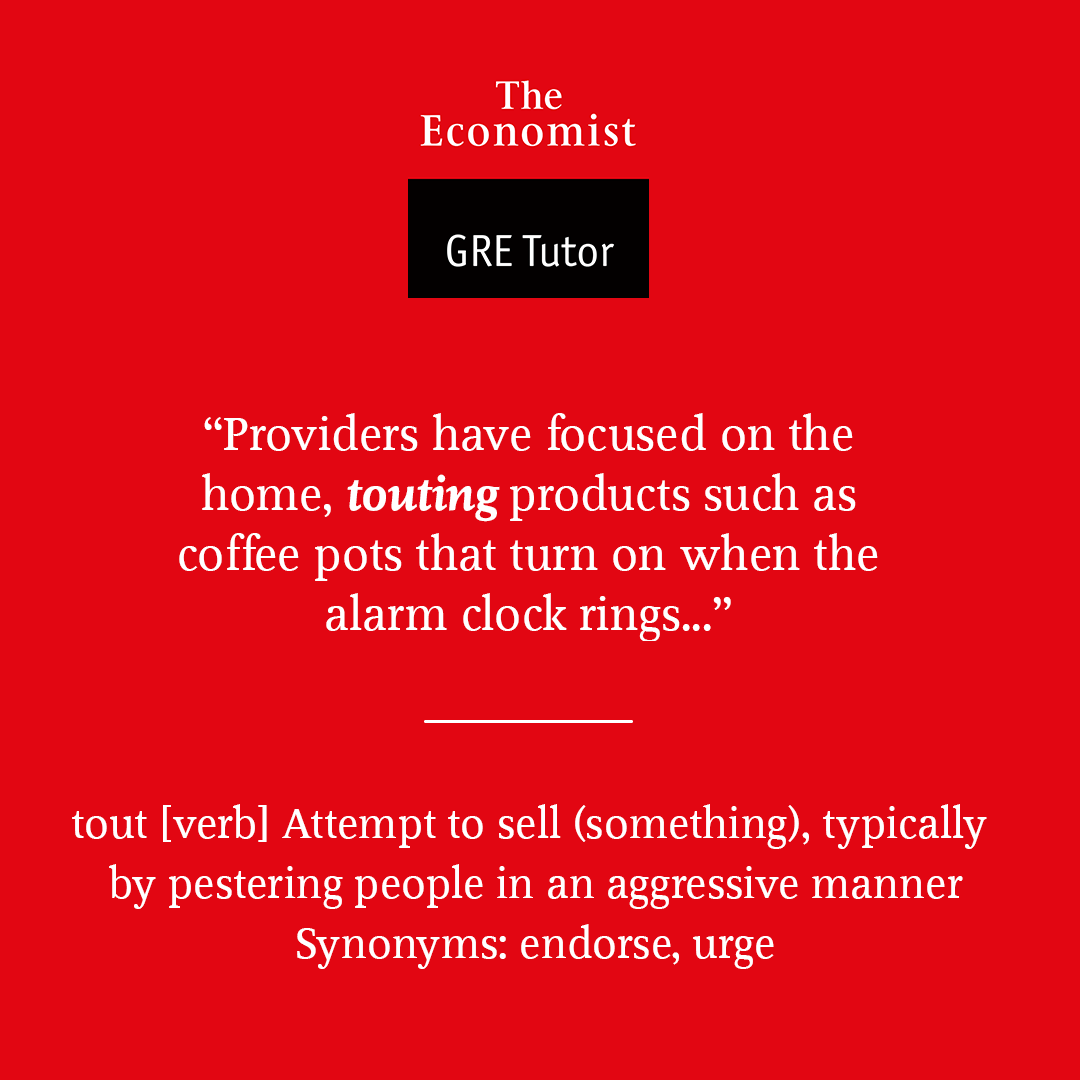 The
Economist
GRE Tutor
“Providers have focused on the
home, touting products such as
coffee pots that turn on when the
alarm clock rings...”
tout [verb] Attempt to sell (something), typically
by pestering people in an aggressive manner
Synonyms: endorse, urge